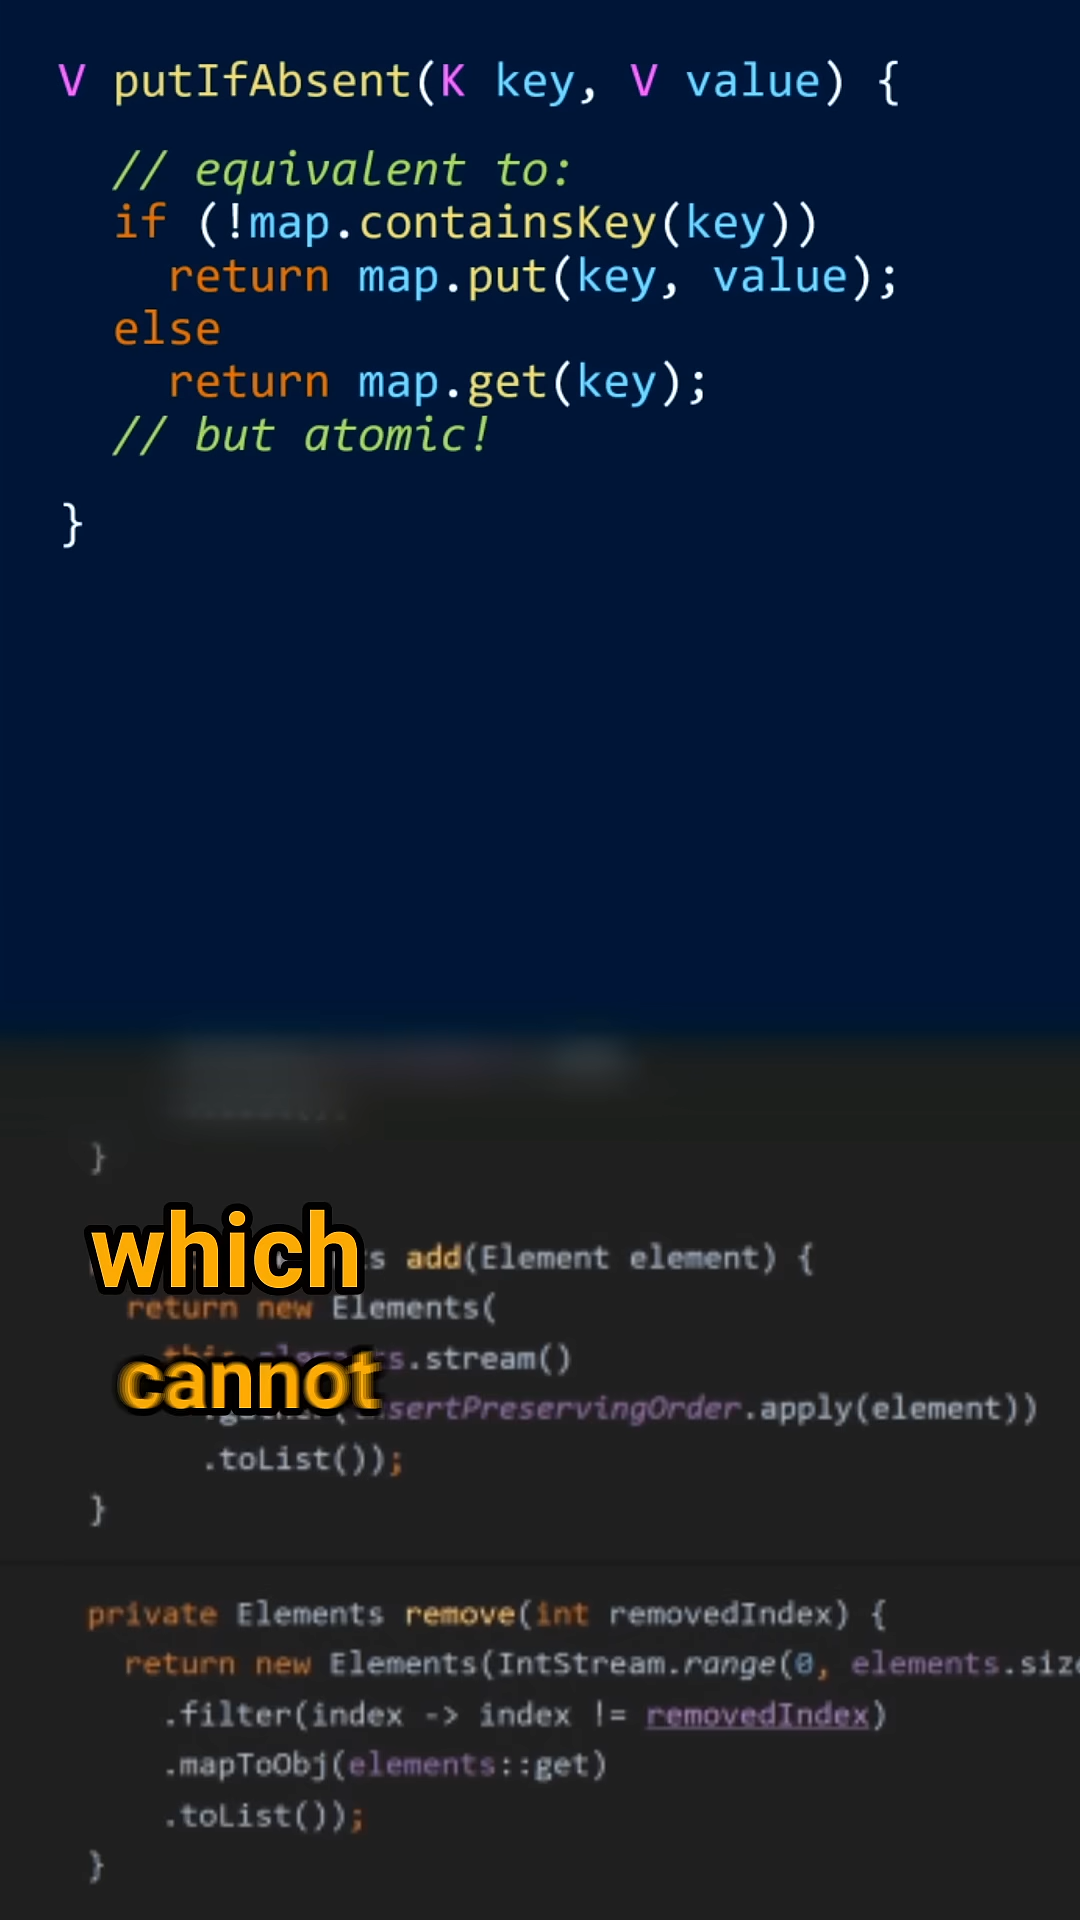 V putIfAbsent(K key, V value) {
// equivalent to:
if (!map.containsKey(key))
return map.put(key, value);
else
return map.get(key);
// but atomic!
}
}
which
add(Element element) {
return new Elements(
cannot
.stream()
sertPreservingOrder.apply(element))
.toList());
}
private Elements remove(int removedIndex) {
return new Elements(IntStream.range(0, elements.size
.filter(index -> index != removedIndex)
.mapToObj(elements::get)
.toList());
}